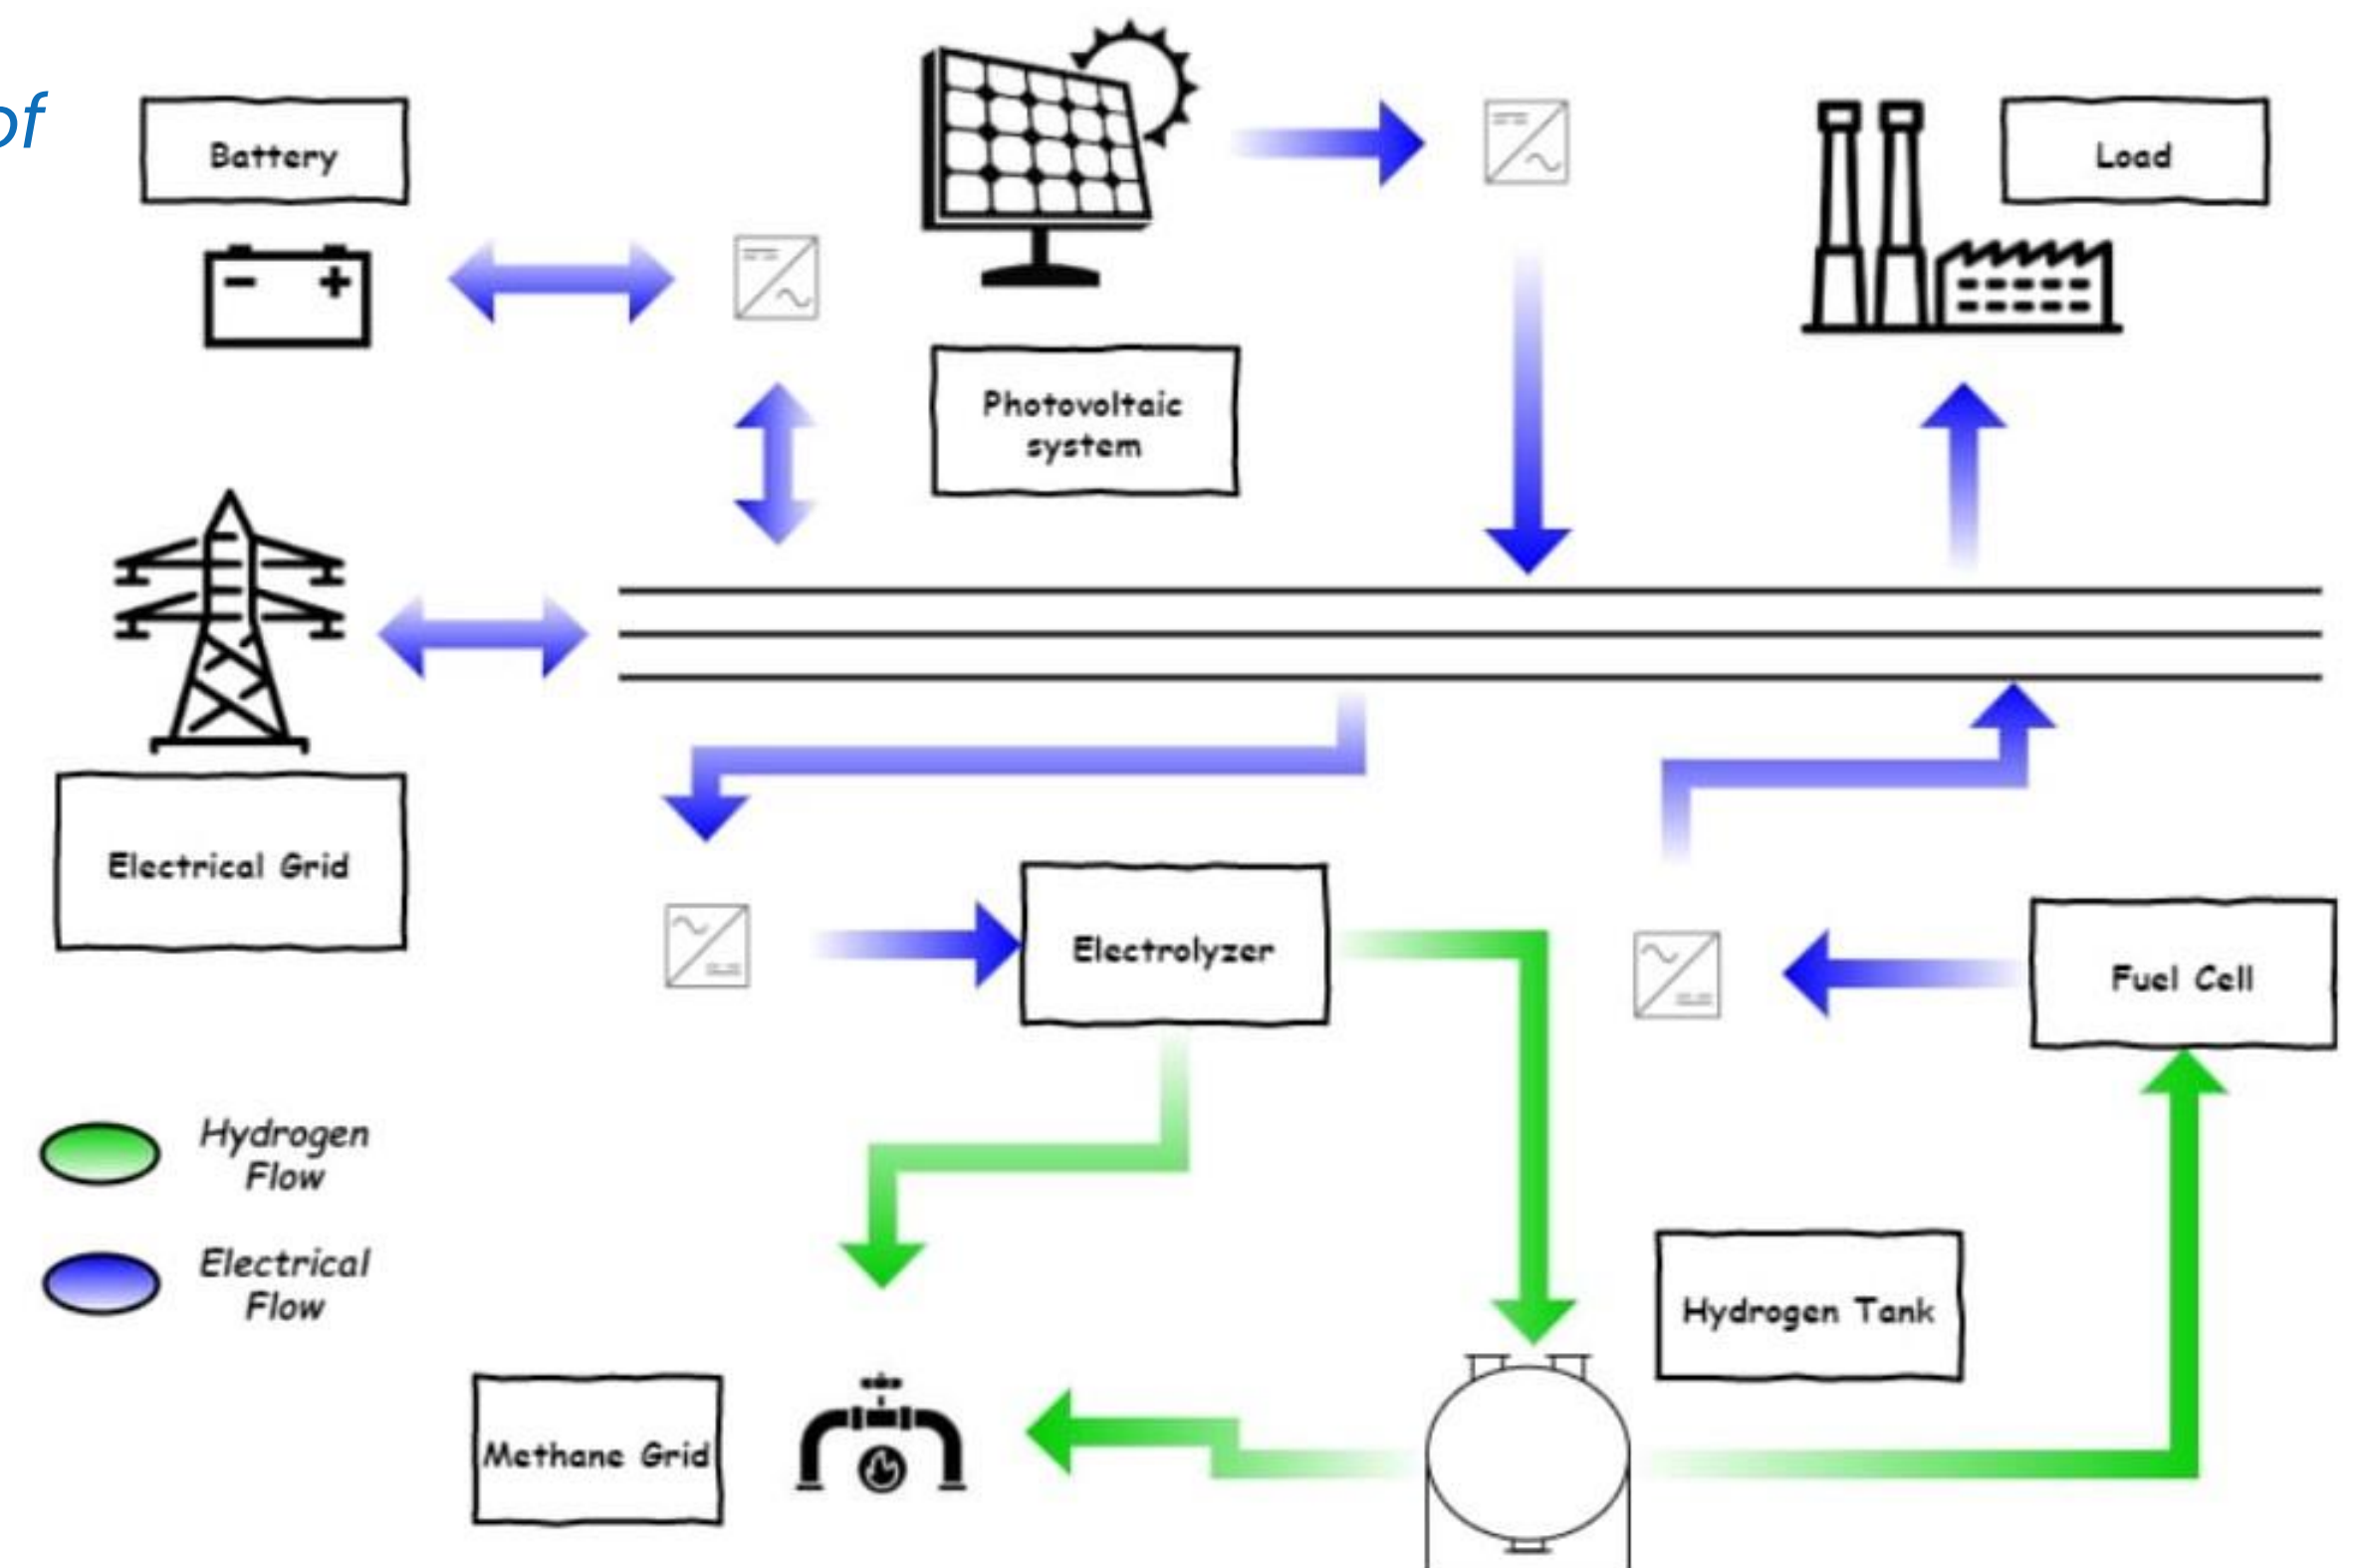 of
Battery
Load
Photovoltaic
system
Electrical Grid
Electrolyzer
Fuel Cell
Hydrogen
Flow
Electrical
Flow
Hydrogen Tank
Methane Grid